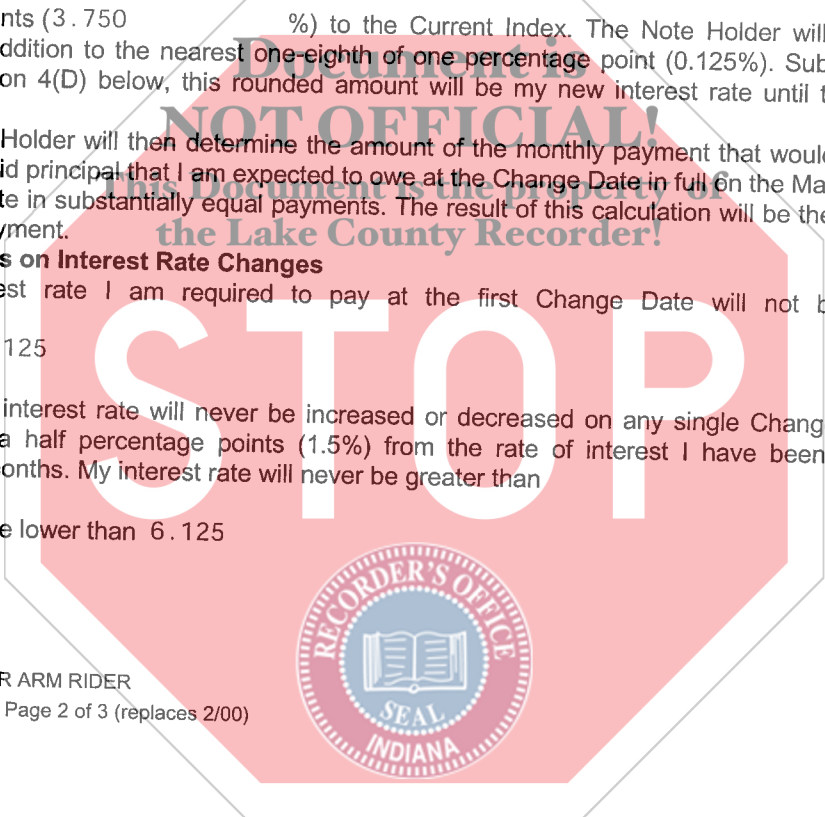 nts (3.750 %) to the Current Index. The Note Holder will
ddition to the nearest one-eighth of one percentage point (0.125%). Sub
on 4(D) below, this rounded amount will be my new interest rate until t
Holder will then determine the amount of the monthly payment that woul
id principal that I am expected to owe at the Change Date in full on the Ma
te in substantially equal payments. The result of this calculation will be the
yment.
s on Interest Rate Changes
est rate I am required to pay at the first Change Date will not b
125
interest rate will never be increased or decreased on any single Chang
a half percentage points (1.5%) from the rate of interest I have been
onths. My interest rate will never be greater than
e lower than 6.125
R ARM RIDER
Page 2 of 3 (replaces 2/00)
Document is
NOT OFFICIAL!
This Document is the property of
the Lake County Recorder!
STOP
RECORDER'S OFFICE
SEAL
INDIANA